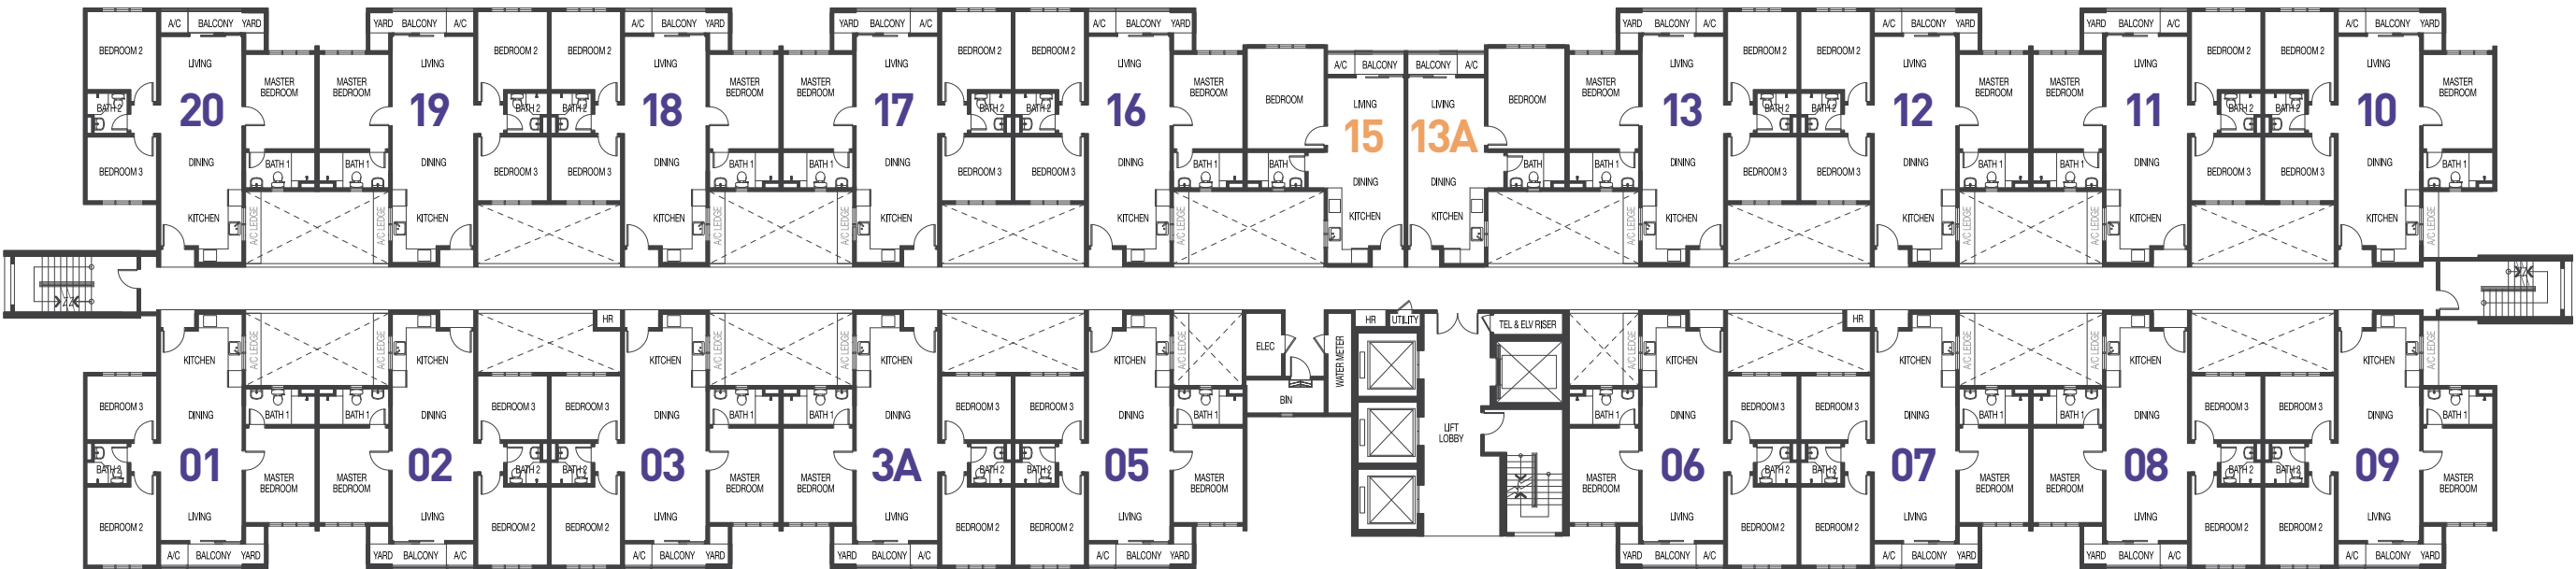 A/C BALCONY YARD YARD BALCONY A/C A/C BALCONY YARD YARD BALCONY A/C A/C BALCONY YARD YARD BALCONY A/C A/C BALCONY YARD YARD BALCONY A/C A/C BALCONY YARD
BEDROOM 2 LIVING LIVING BEDROOM 2 BEDROOM 2 LIVING LIVING BEDROOM 2 BEDROOM 2 LIVING A/C BALCONY BALCONY A/C LIVING BEDROOM 2 BEDROOM 2 LIVING LIVING BEDROOM 2 BEDROOM 2 LIVING
MASTER BEDROOM MASTER BEDROOM MASTER BEDROOM MASTER BEDROOM MASTER BEDROOM BEDROOM LIVING LIVING BEDROOM MASTER BEDROOM MASTER BEDROOM MASTER BEDROOM MASTER BEDROOM
BATH 2 20 19 BATH 2 BATH 2 18 17 BATH 2 BATH 2 16 15 13A 13 BATH 2 BATH 2 12 11 BATH 2 BATH 2 10
BEDROOM 3 DINING BATH 1 BATH 1 DINING BEDROOM 3 BEDROOM 3 DINING BATH 1 BATH 1 DINING BEDROOM 3 BEDROOM 3 DINING BATH 1 BATH DINING DINING BATH BATH 1 DINING BEDROOM 3 BEDROOM 3 DINING BATH 1 BATH 1 DINING BEDROOM 3 BEDROOM 3 DINING BATH 1
KITCHEN A/C LEDGE A/C LEDGE KITCHEN KITCHEN A/C LEDGE A/C LEDGE KITCHEN KITCHEN A/C LEDGE KITCHEN KITCHEN A/C LEDGE KITCHEN KITCHEN A/C LEDGE A/C LEDGE KITCHEN KITCHEN A/C LEDGE
HR HR UTILITY TEL & ELV RISER HR
KITCHEN A/C LEDGE A/C LEDGE KITCHEN KITCHEN A/C LEDGE A/C LEDGE KITCHEN KITCHEN A/C LEDGE ELEC WATER METER A/C LEDGE KITCHEN KITCHEN A/C LEDGE A/C LEDGE KITCHEN KITCHEN A/C LEDGE
BEDROOM 3 DINING BATH 1 BATH 1 DINING BEDROOM 3 BEDROOM 3 DINING BATH 1 BATH 1 DINING BEDROOM 3 BEDROOM 3 DINING BATH 1 BIN LIFT LOBBY BATH 1 DINING BEDROOM 3 BEDROOM 3 DINING BATH 1 BATH 1 DINING BEDROOM 3 BEDROOM 3 DINING BATH 1
BATH 2 01 02 BATH 2 BATH 2 03 3A BATH 2 BATH 2 05 06 BATH 2 BATH 2 07 08 BATH 2 BATH 2 09
MASTER BEDROOM MASTER BEDROOM MASTER BEDROOM MASTER BEDROOM MASTER BEDROOM MASTER BEDROOM MASTER BEDROOM MASTER BEDROOM MASTER BEDROOM
BEDROOM 2 LIVING LIVING BEDROOM 2 BEDROOM 2 LIVING LIVING BEDROOM 2 BEDROOM 2 LIVING LIVING BEDROOM 2 BEDROOM 2 LIVING LIVING BEDROOM 2 BEDROOM 2 LIVING
A/C BALCONY YARD YARD BALCONY A/C A/C BALCONY YARD YARD BALCONY A/C A/C BALCONY YARD YARD BALCONY A/C A/C BALCONY YARD YARD BALCONY A/C A/C BALCONY YARD